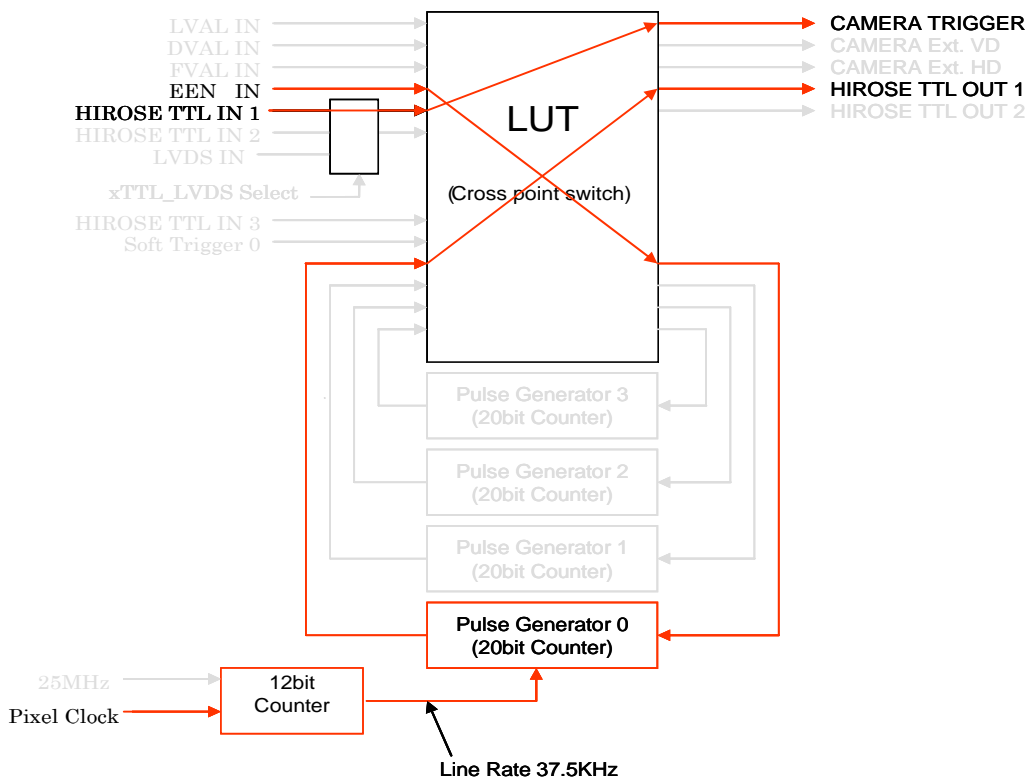 LVAL IN
DVAL IN
FVAL IN
EEN IN
HIROSE TTL IN 1
HIROSE TTL IN 2
LVDS IN
xTTL_LVDS Select
HIROSE TTL IN 3
Soft Trigger 0
LUT
(Cross point switch)
CAMERA TRIGGER
CAMERA Ext. VD
CAMERA Ext. HD
HIROSE TTL OUT 1
HIROSE TTL OUT 2
Pulse Generator 3
(20bit Counter)
Pulse Generator 2
(20bit Counter)
Pulse Generator 1
(20bit Counter)
Pulse Generator 0
(20bit Counter)
25MHz
Pixel Clock
12bit
Counter
Line Rate 37.5KHz